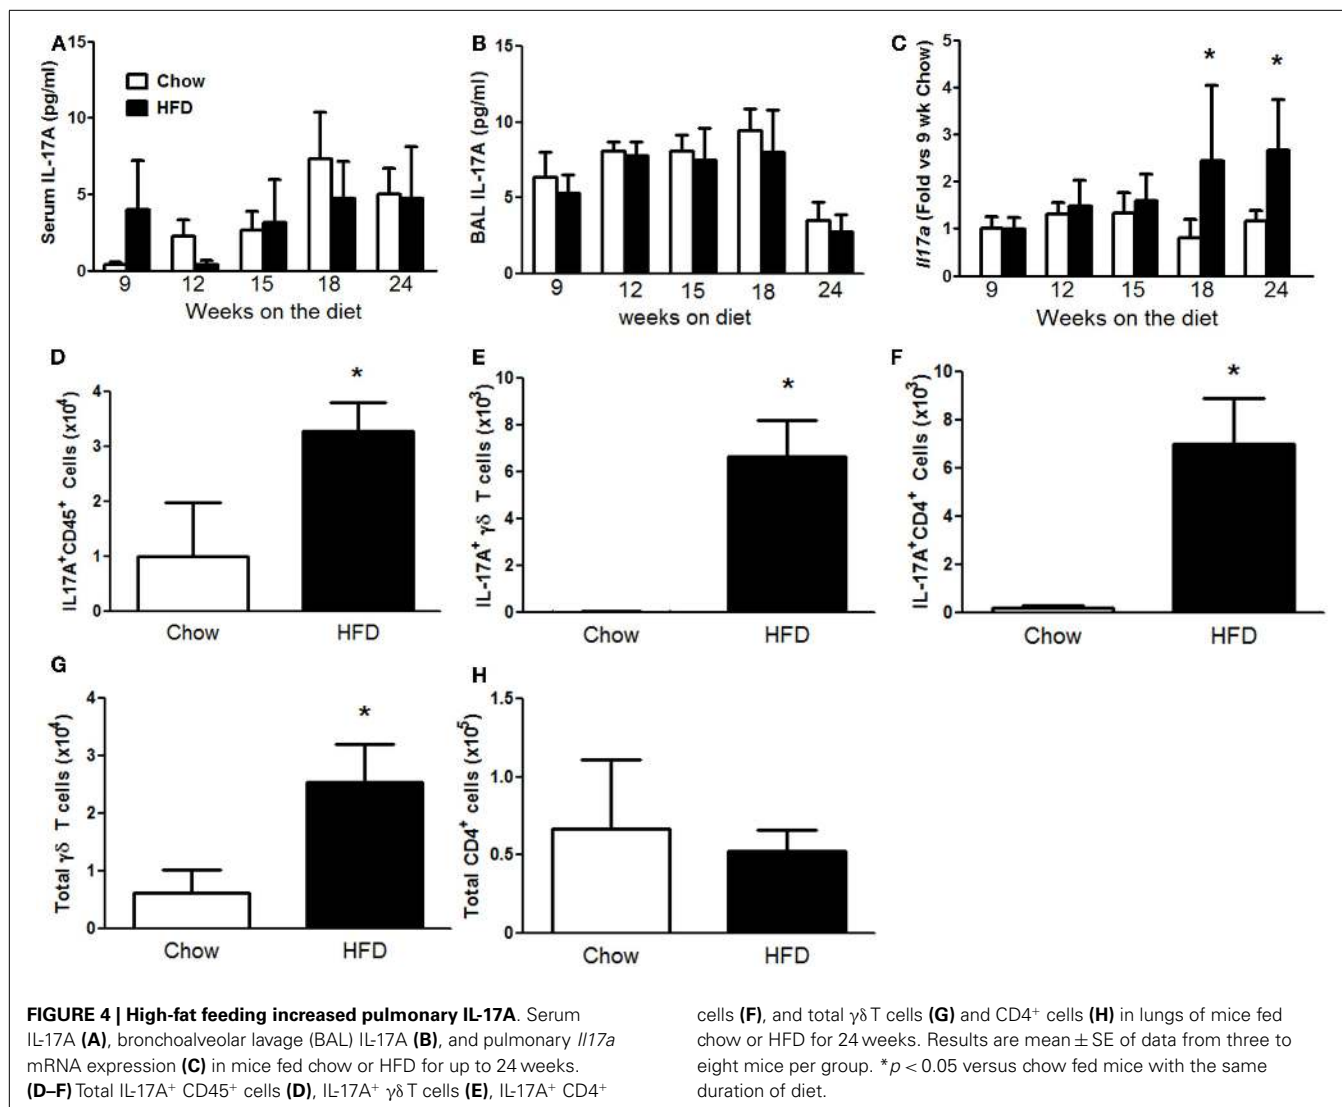 A
15
10
5
0
Serum IL-17A (pg/ml)
Chow
HFD
9 12 15 18 24
Weeks on the diet
B
15
10
5
0
BAL IL-17A (pg/ml)
9 12 15 18 24
weeks on diet
C
5
4
3
2
1
0
Il17a (Fold vs 9 wk Chow)
* *
9 12 15 18 24
Weeks on the diet
D
4
3
2
1
0
IL17A⁺CD45⁺ Cells (x10⁴)
*
Chow HFD
E
10
8
6
4
2
0
IL-17A⁺ γδ T cells (x10³)
*
Chow HFD
F
10
8
6
4
2
0
IL-17A⁺CD4⁺ Cells (x10³)
*
Chow HFD
G
4
3
2
1
0
Total γδ T cells (x10⁴)
*
Chow HFD
H
1.5
1.0
0.5
0
Total CD4⁺ cells (x10⁵)
Chow HFD
FIGURE 4 | High-fat feeding increased pulmonary IL-17A. Serum
IL-17A (A), bronchoalveolar lavage (BAL) IL-17A (B), and pulmonary Il17a
mRNA expression (C) in mice fed chow or HFD for up to 24 weeks.
(D–F) Total IL-17A⁺ CD45⁺ cells (D), IL-17A⁺ γδ T cells (E), IL-17A⁺ CD4⁺
cells (F), and total γδ T cells (G) and CD4⁺ cells (H) in lungs of mice fed
chow or HFD for 24 weeks. Results are mean ± SE of data from three to
eight mice per group. *p < 0.05 versus chow fed mice with the same
duration of diet.